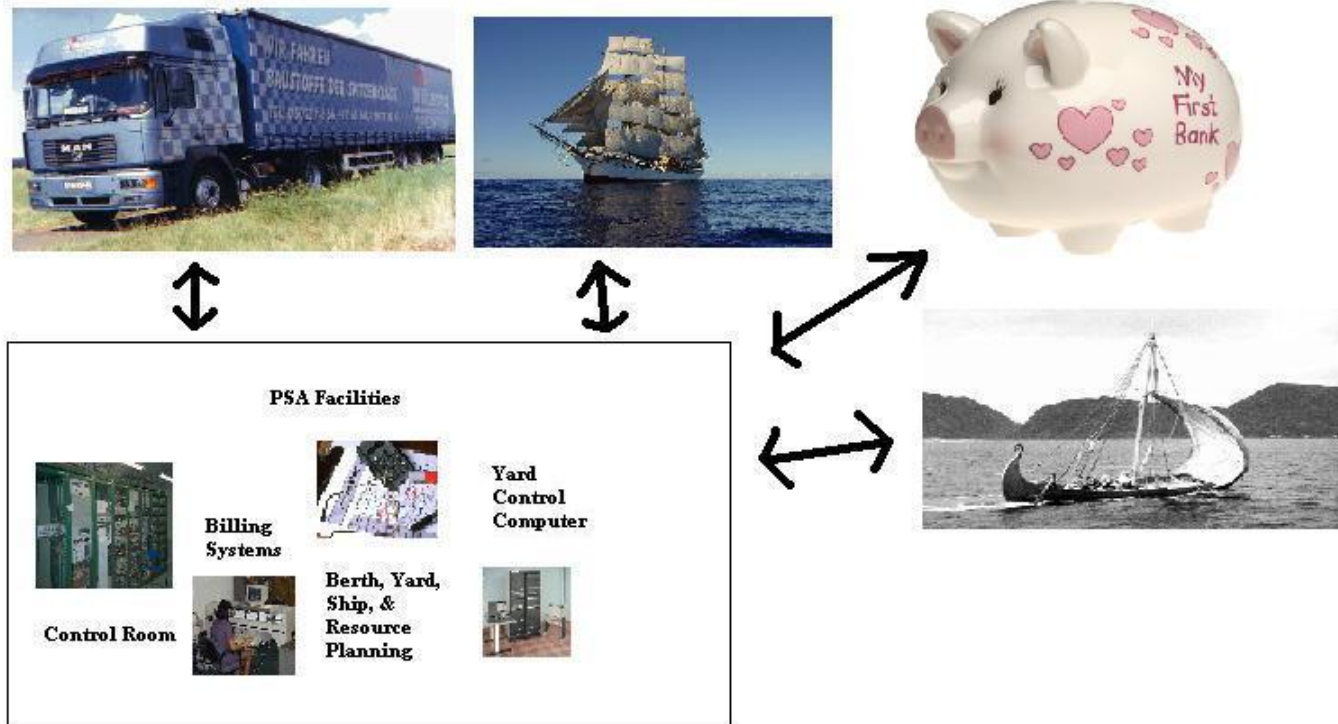 WIR FAHREN
BAUSTOFFE DER SPITZENKLASSE
MAN
My
First
Bank
PSA Facilities
Billing
Systems
Yard
Control
Computer
Control Room
Berth, Yard,
Ship, &
Resource
Planning